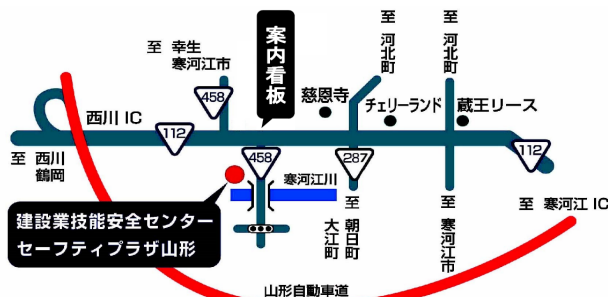 至 幸生
寒河江市
458
案内看板
至 河北町
至 河北町
慈恩寺
チェリーランド
蔵王リース
西川 IC
112
458
287
112
至 西川
鶴岡
寒河江川
建設業技能安全センター
セーフティプラザ山形
至 朝日町
大江町
至 寒河江市
至 寒河江 IC
山形自動車道